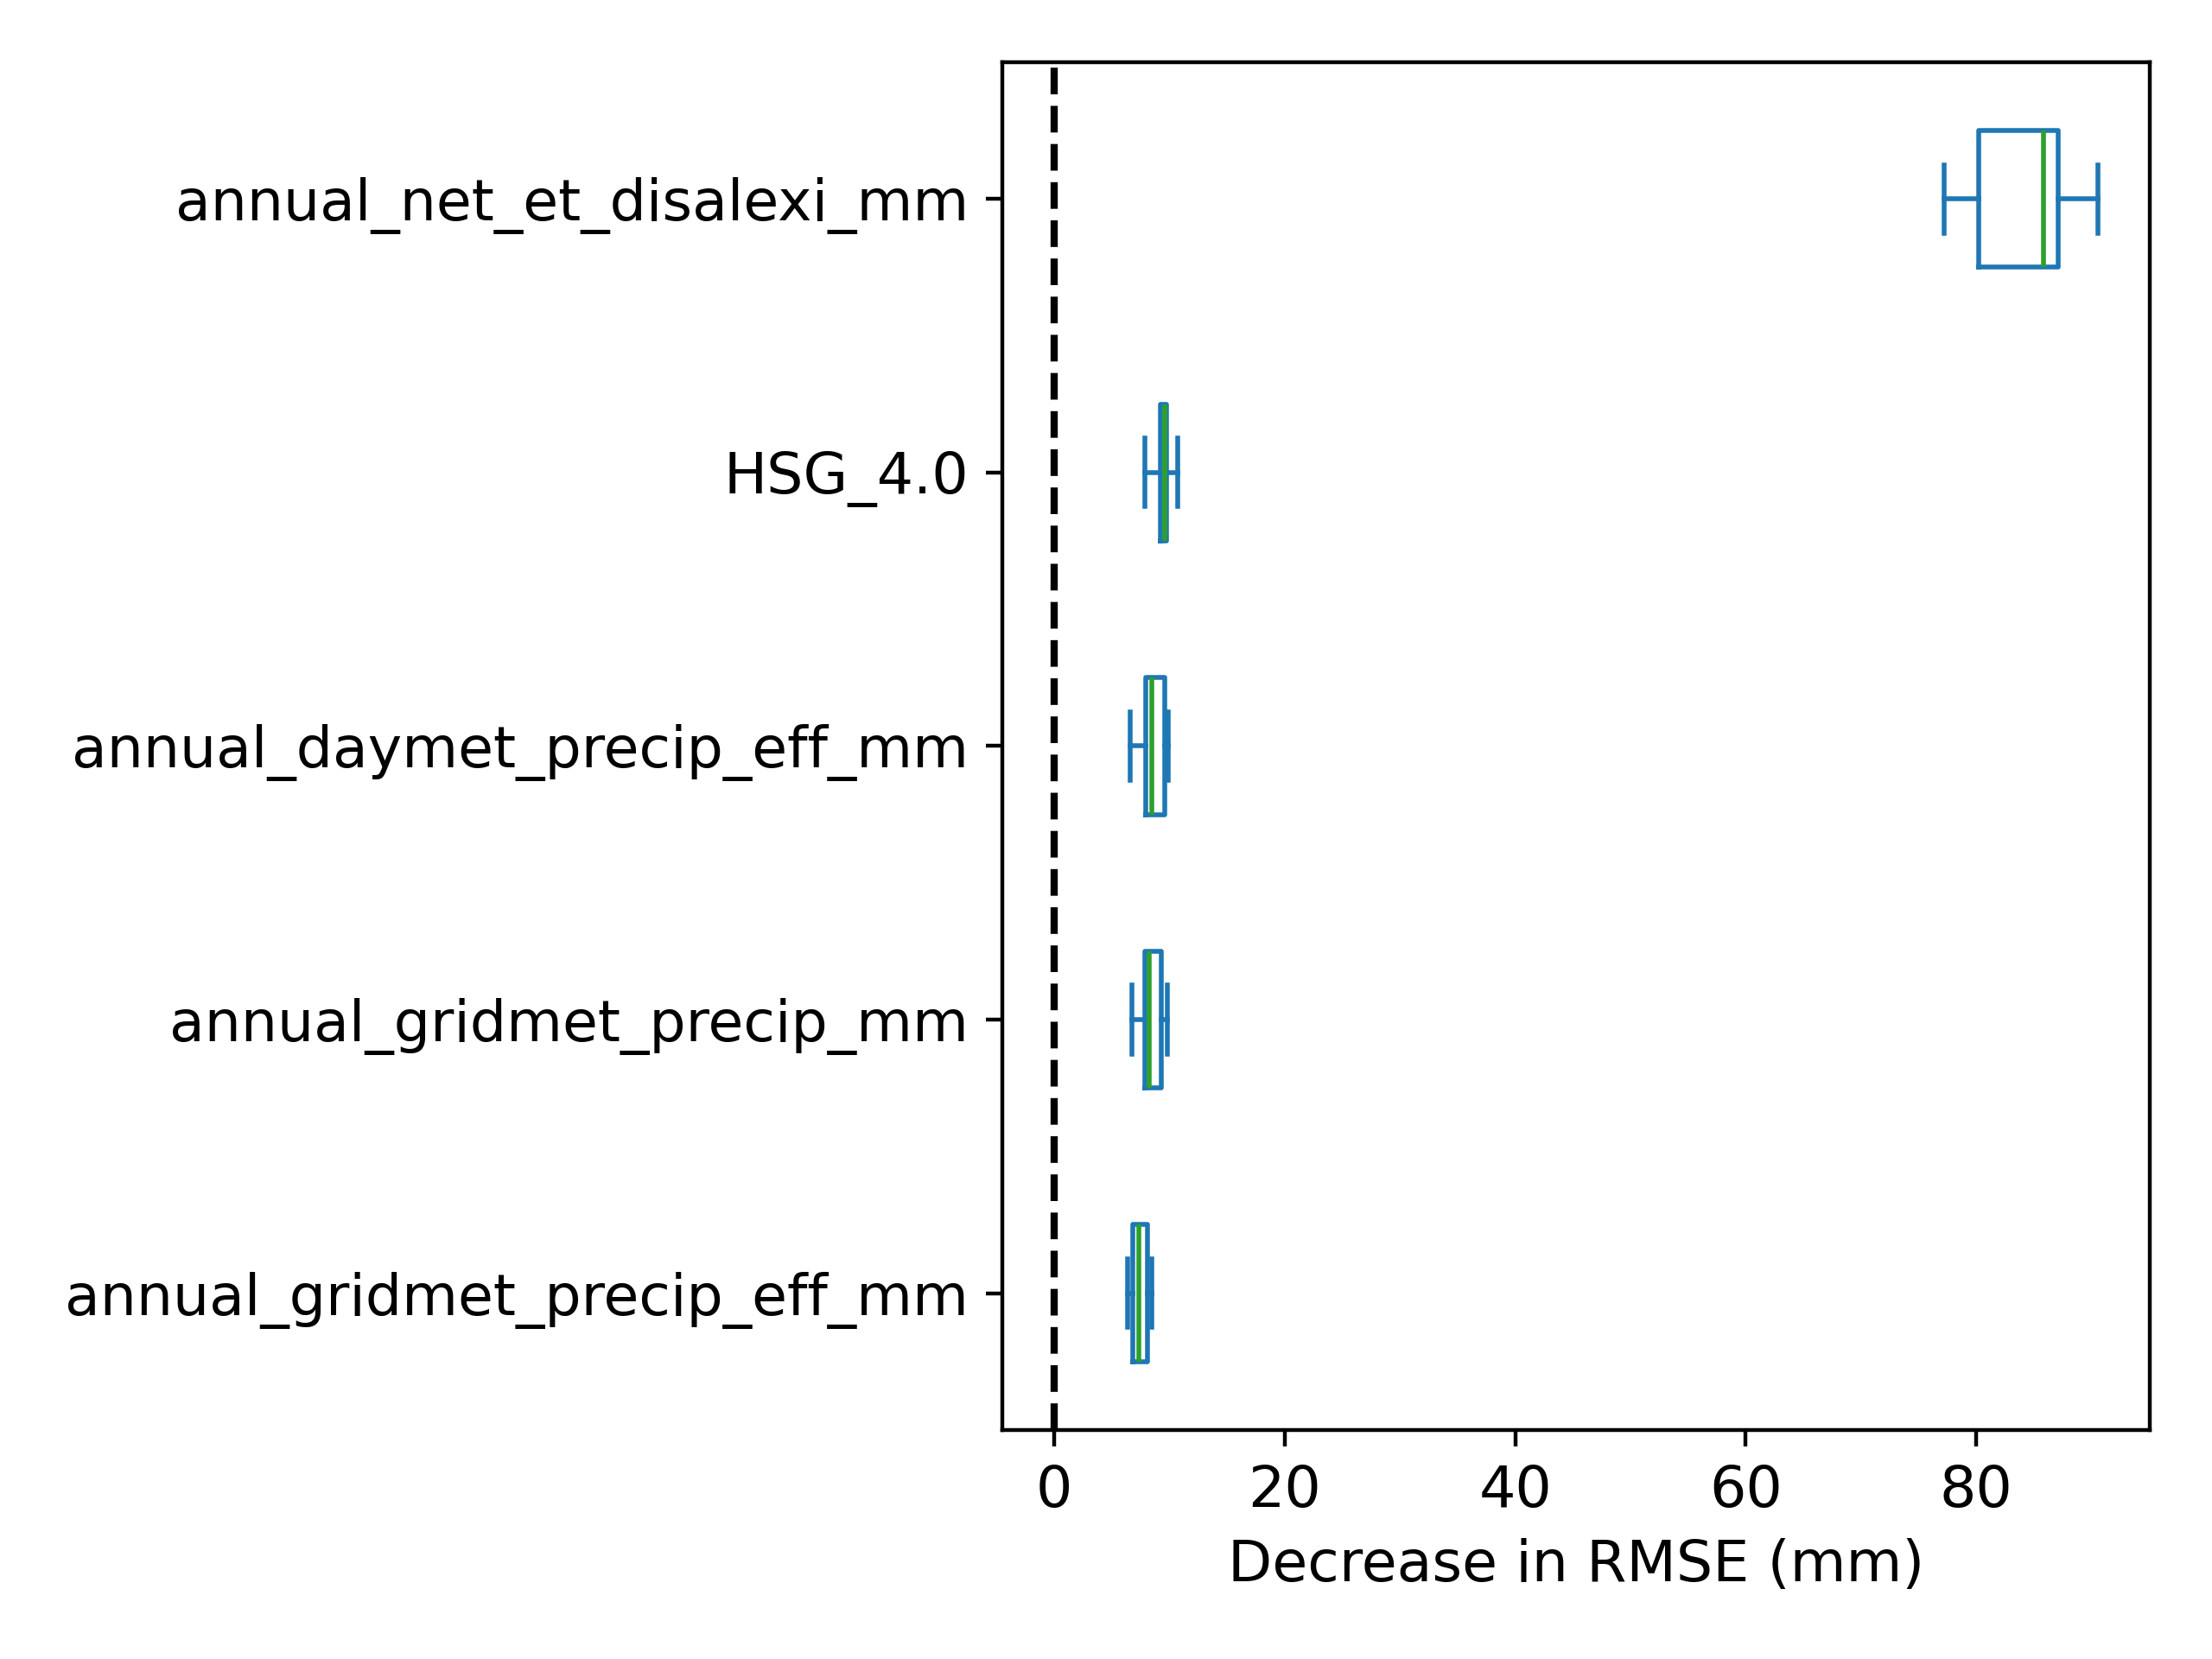 annual_net_et_disalexi_mm
HSG_4.0
annual_daymet_precip_eff_mm
annual_gridmet_precip_mm
annual_gridmet_precip_eff_mm
0 20 40 60 80
Decrease in RMSE (mm)